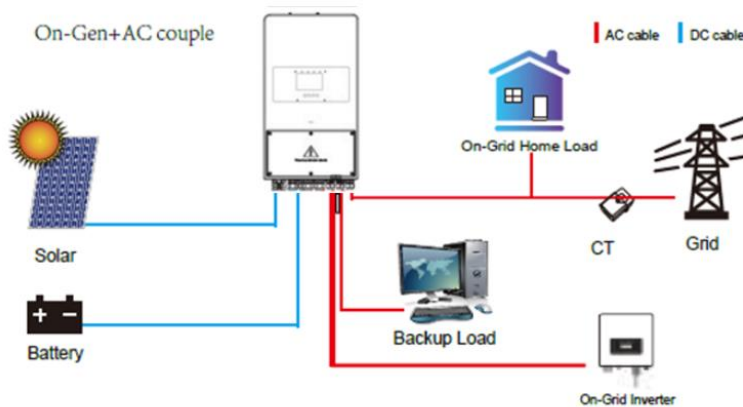 On-Gen+AC couple
AC cable
DC cable
On-Grid Home Load
Solar
CT
Grid
Battery
Backup Load
On-Grid Inverter